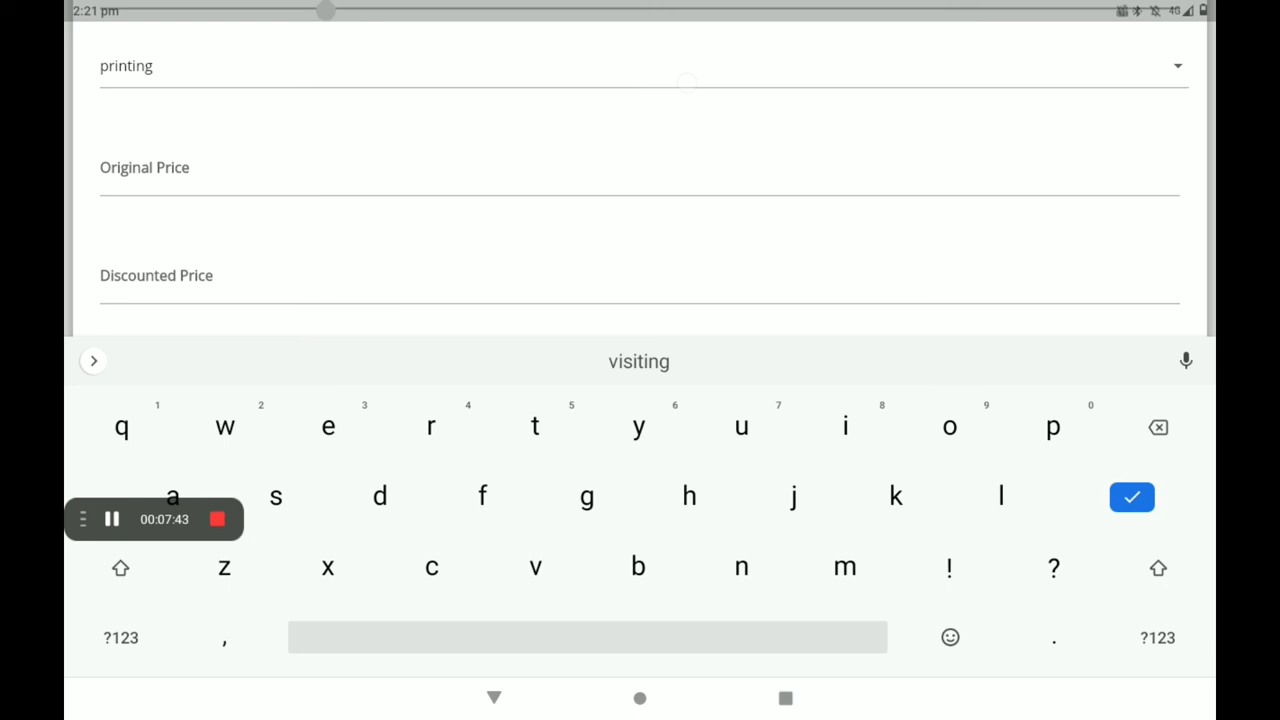 2:21 pm 4G
printing
Original Price
Discounted Price
visiting
1 2 3 4 5 6 7 8 9 0
q w e r t y u i o p
a s d f g h j k l
00:07:43
z x c v b n m ! ?
?123 , . ?123